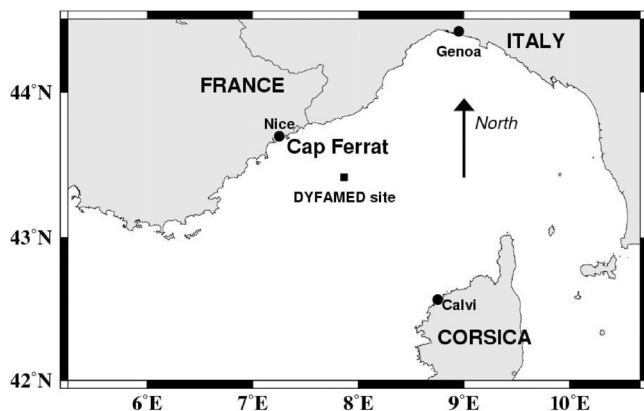 ITALY
Genoa
FRANCE
44°N
North
Nice
Cap Ferrat
DYFAMED site
43°N
Calvi
CORSICA
42°N
6°E 7°E 8°E 9°E 10°E